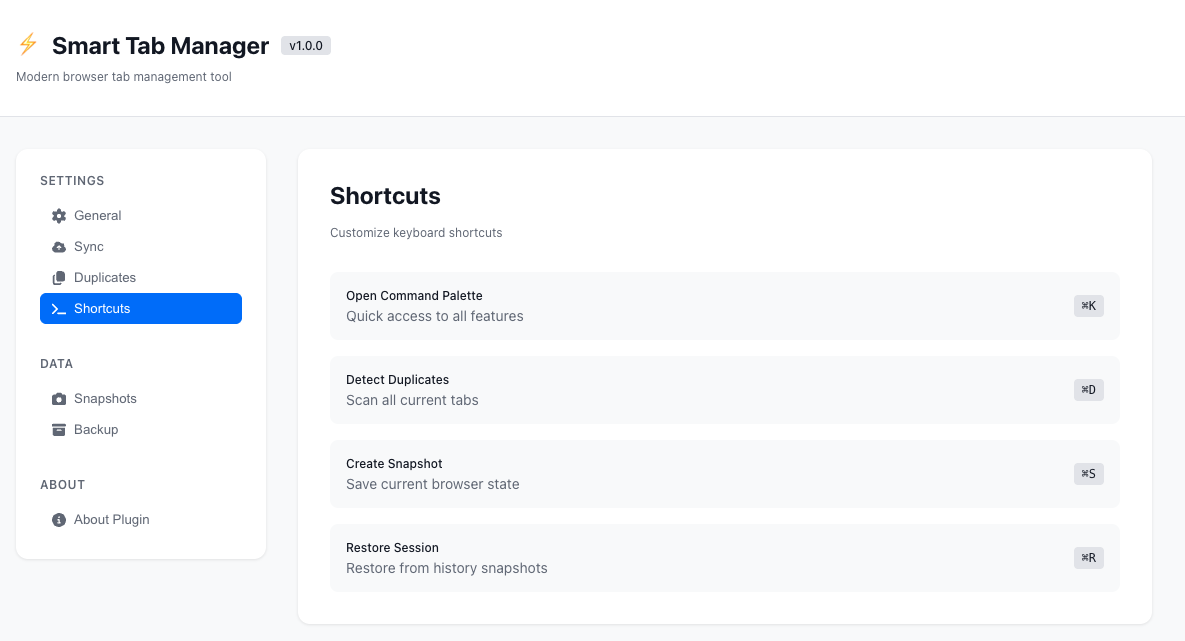 ⚡ Smart Tab Manager v1.0.0
Modern browser tab management tool
SETTINGS
General
Sync
Duplicates
Shortcuts
DATA
Snapshots
Backup
ABOUT
About Plugin
Shortcuts
Customize keyboard shortcuts
Open Command Palette
Quick access to all features
⌘K
Detect Duplicates
Scan all current tabs
⌘D
Create Snapshot
Save current browser state
⌘S
Restore Session
Restore from history snapshots
⌘R